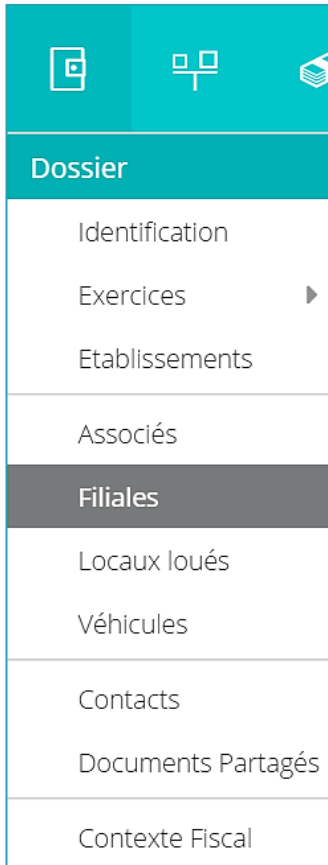 Dossier
Identification
Exercices
Etablissements
Associés
Filiales
Locaux loués
Véhicules
Contacts
Documents Partagés
Contexte Fiscal